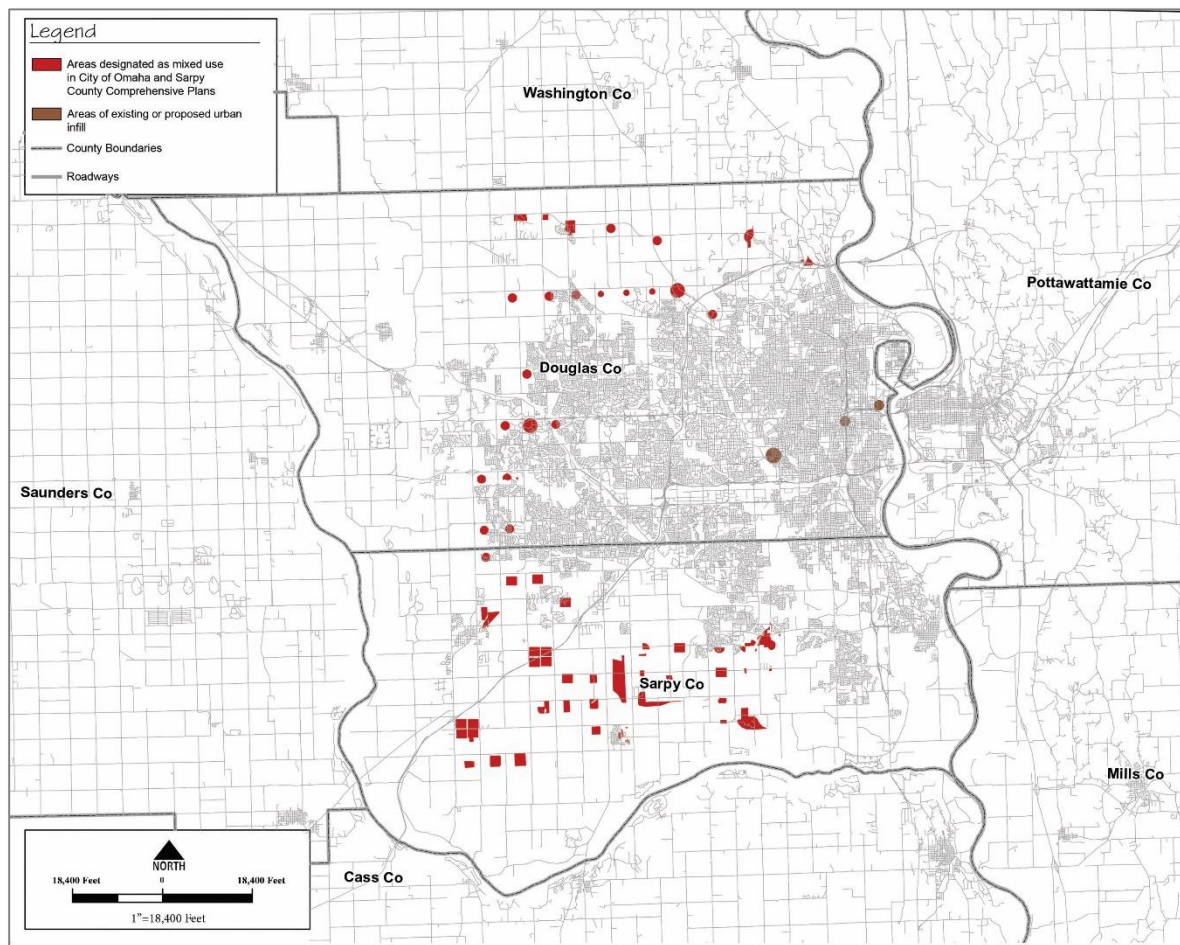 Legend
Areas designated as mixed use
in City of Omaha and Sarpy
County Comprehensive Plans
Areas of existing or proposed urban
infill
County Boundaries
Roadways
Washington Co
Pottawattamie Co
Douglas Co
Saunders Co
Sarpy Co
Mills Co
Cass Co
NORTH
18,400 Feet 0 18,400 Feet
1"=18,400 Feet